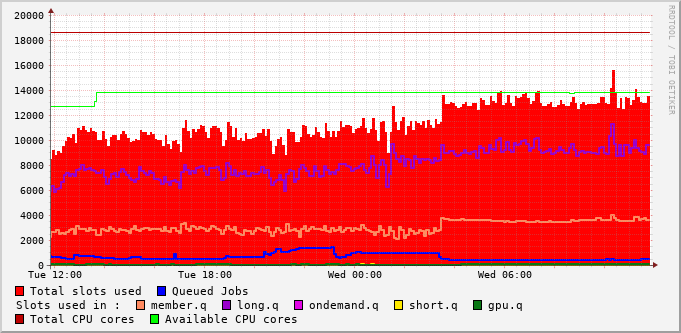 20000
18000
16000
14000
12000
10000
8000
6000
4000
2000
0
Tue 12:00 Tue 18:00 Wed 00:00 Wed 06:00
Total slots used Queued Jobs
Slots used in : member.q long.q ondemand.q short.q gpu.q
Total CPU cores Available CPU cores
RRDTOOL / TOBI OETIKER